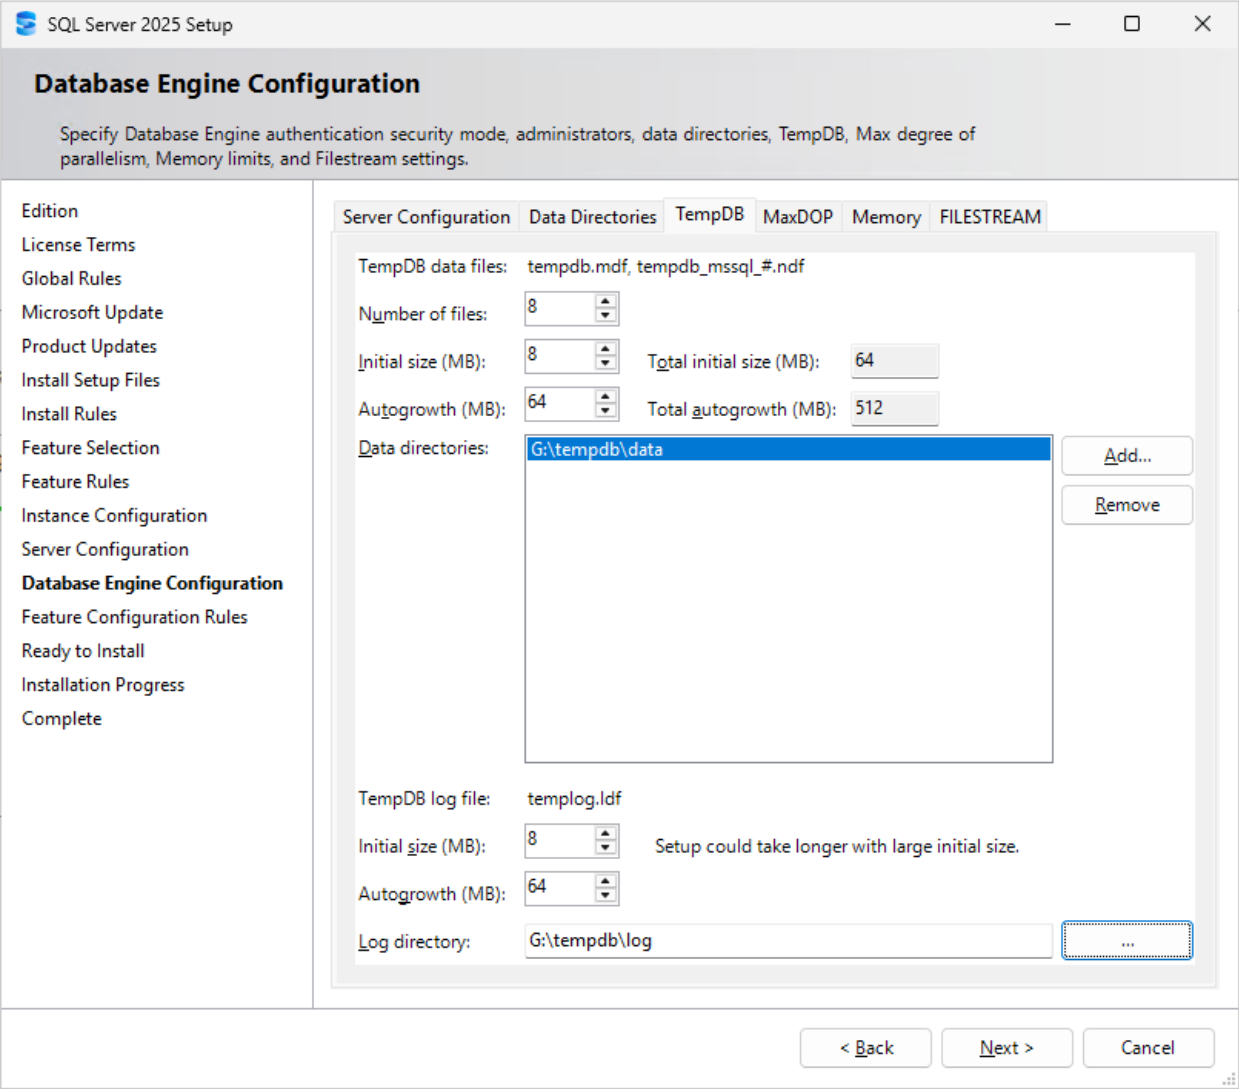 SQL Server 2025 Setup
Database Engine Configuration
Specify Database Engine authentication security mode, administrators, data directories, TempDB, Max degree of
parallelism, Memory limits, and Filestream settings.
Edition
License Terms
Global Rules
Microsoft Update
Product Updates
Install Setup Files
Install Rules
Feature Selection
Feature Rules
Instance Configuration
Server Configuration
Database Engine Configuration
Feature Configuration Rules
Ready to Install
Installation Progress
Complete
Server Configuration Data Directories TempDB MaxDOP Memory FILESTREAM
TempDB data files: tempdb.mdf, tempdb_mssql_#.ndf
Number of files: 8
Initial size (MB): 8 Total initial size (MB): 64
Autogrowth (MB): 64 Total autogrowth (MB): 512
Data directories: G:\tempdb\data Add...
Remove
TempDB log file: templog.ldf
Initial size (MB): 8 Setup could take longer with large initial size.
Autogrowth (MB): 64
Log directory: G:\tempdb\log ...
< Back Next > Cancel